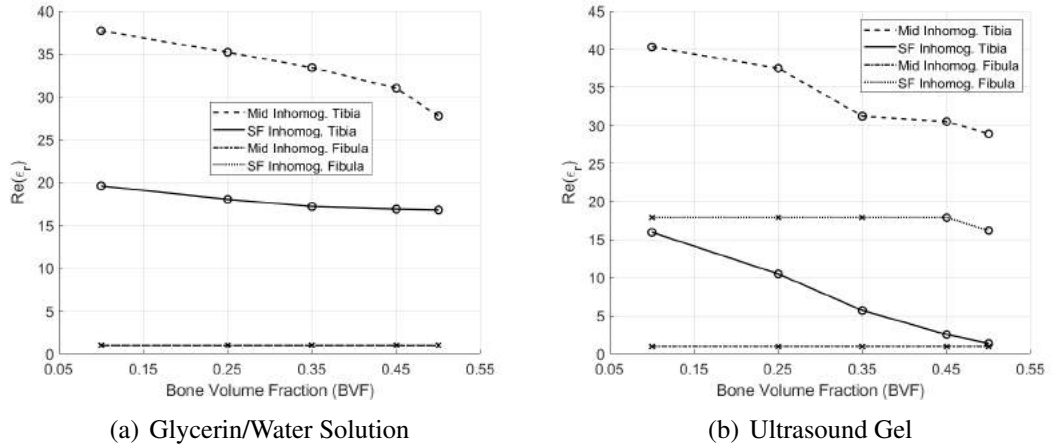 40
35
30
25
20
15
10
5
0
Re(ϵr)
Mid Inhomog. Tibia
SF Inhomog. Tibia
Mid Inhomog. Fibula
SF Inhomog. Fibula
0.05 0.15 0.25 0.35 0.45 0.55
Bone Volume Fraction (BVF)
(a) Glycerin/Water Solution
45
40
35
30
25
20
15
10
5
0
Re(ϵr)
Mid Inhomog. Tibia
SF Inhomog. Tibia
Mid Inhomog. Fibula
SF Inhomog. Fibula
0.05 0.15 0.25 0.35 0.45 0.55
Bone Volume Fraction (BVF)
(b) Ultrasound Gel